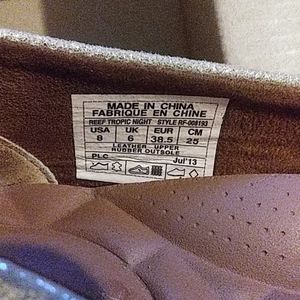 MADE IN CHINA
FABRIQUE EN CHINE
REEF TROPIC NIGHT STYLE RF-008193
USA UK EUR CM
8 6 38.5 25
LEATHER UPPER
RUBBER OUTSOLE
PLC Jul'13